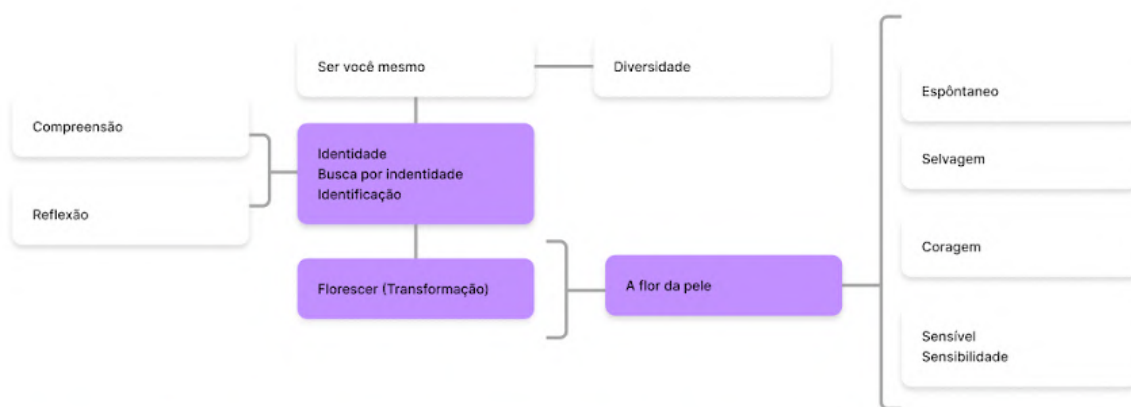 Ser você mesmo
Diversidade
Compreensão
Reflexão
Identidade
Busca por indentidade
Identificação
Florescer (Transformação)
A flor da pele
Espôntaneo
Selvagem
Coragem
Sensível
Sensibilidade